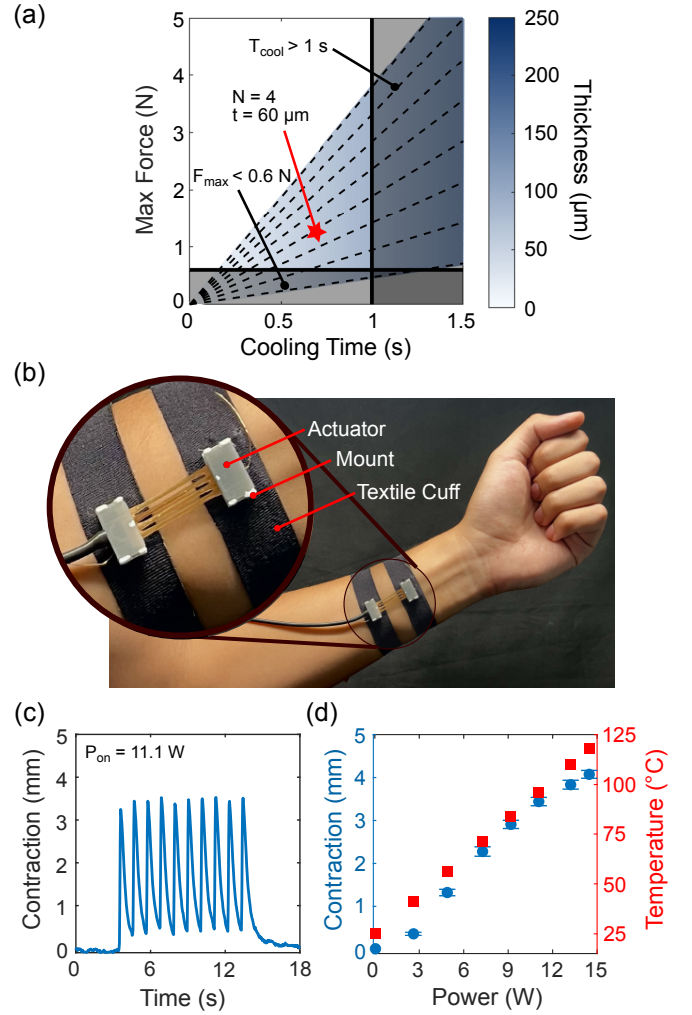 (a)
5
4
3
2
1
0
Max Force (N)
T_cool > 1 s
N = 4
t = 60 µm
F_max < 0.6 N
0
0.5
1
1.5
Cooling Time (s)
250
200
150
100
50
0
Thickness (µm)
(b)
Actuator
Mount
Textile Cuff
(c)
P_on = 11.1 W
5
4
3
2
1
0
Contraction (mm)
0
6
12
18
Time (s)
(d)
5
4
3
2
1
0
Contraction (mm)
125
100
75
50
25
Temperature (°C)
0
3
6
9
12
15
Power (W)